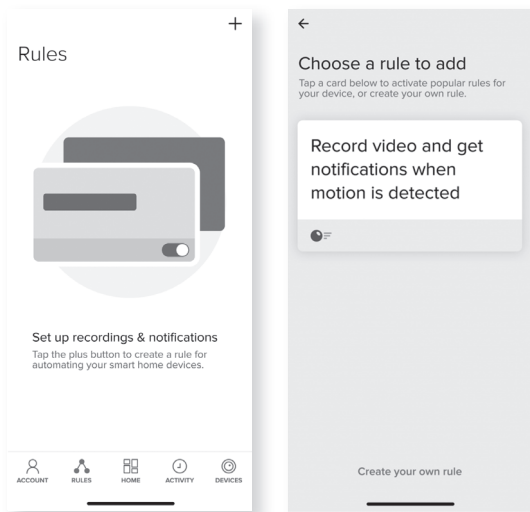 +
Rules
Set up recordings & notifications
Tap the plus button to create a rule for
automating your smart home devices.
ACCOUNT RULES HOME ACTIVITY DEVICES
←
Choose a rule to add
Tap a card below to activate popular rules for
your device, or create your own rule.
Record video and get
notifications when
motion is detected
Create your own rule